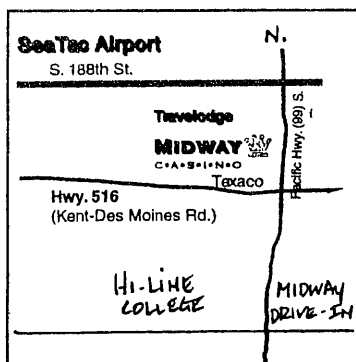 N.
SeaTac Airport
S. 188th St.
Travelodge
Pacific Hwy. (99) S.
MIDWAY
C•A•S•I•N•O
Texaco
Hwy. 516
(Kent-Des Moines Rd.)
Hi-Line
College
Midway
Drive-In